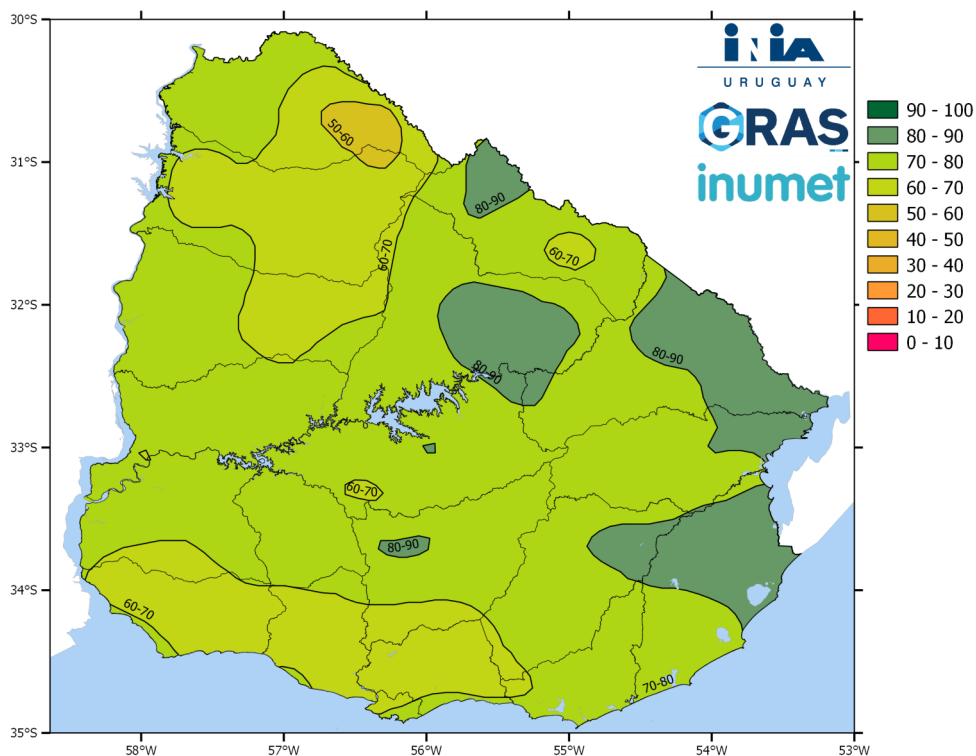 30°S
31°S
32°S
33°S
34°S
35°S
58°W
57°W
56°W
55°W
54°W
53°W
INIA
URUGUAY
GRAS
inumet
90 - 100
80 - 90
70 - 80
60 - 70
50 - 60
40 - 50
30 - 40
20 - 30
10 - 20
0 - 10
50-60
80-90
60-70
60-70
80-90
80-90
60-70
80-90
60-70
70-80